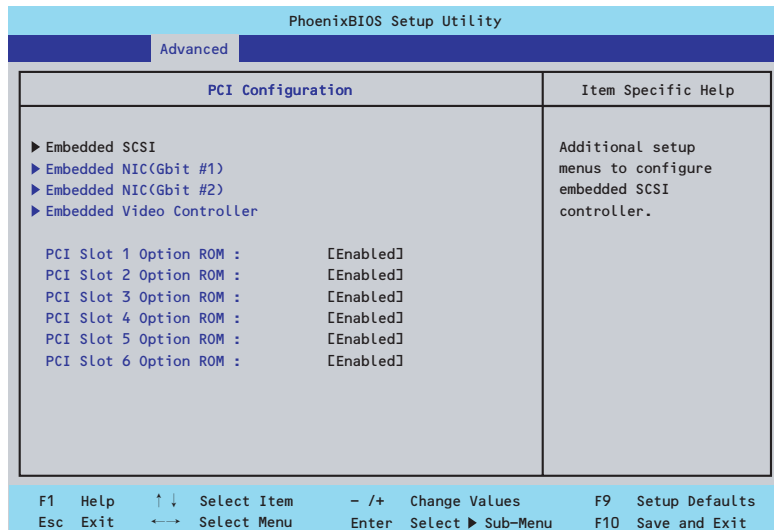 PhoenixBIOS Setup Utility
Advanced
PCI Configuration
Item Specific Help
▶ Embedded SCSI
▶ Embedded NIC(Gbit #1)
▶ Embedded NIC(Gbit #2)
▶ Embedded Video Controller
PCI Slot 1 Option ROM : [Enabled]
PCI Slot 2 Option ROM : [Enabled]
PCI Slot 3 Option ROM : [Enabled]
PCI Slot 4 Option ROM : [Enabled]
PCI Slot 5 Option ROM : [Enabled]
PCI Slot 6 Option ROM : [Enabled]
Additional setup
menus to configure
embedded SCSI
controller.
F1 Help ↑↓ Select Item - /+ Change Values F9 Setup Defaults
Esc Exit ←→ Select Menu Enter Select ▶ Sub-Menu F10 Save and Exit